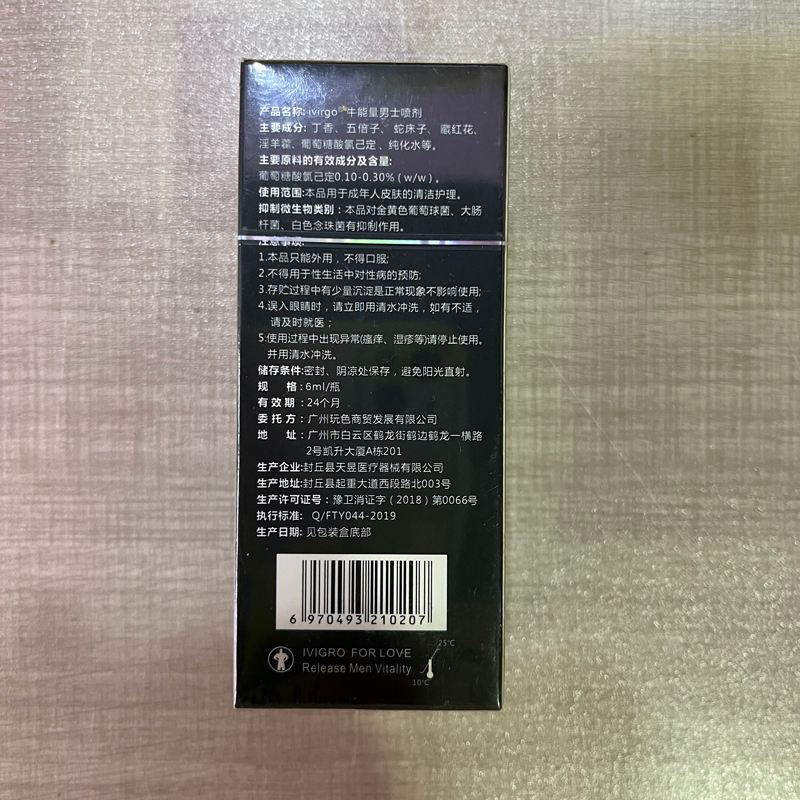 产品名称: ivirgo®牛能量男士喷剂
主要成分: 丁香、五倍子、蛇床子、藏红花、
淫羊藿、葡萄糖酸氯己定、纯化水等。
主要原料的有效成分及含量:
葡萄糖酸氯己定0.10-0.30%(w/w)。
使用范围:本品用于成年人皮肤的清洁护理。
抑制微生物类别：本品对金黄色葡萄球菌、大肠
杆菌、白色念珠菌有抑制作用。
注意事项:
1.本品只能外用，不得口服;
2.不得用于性生活中对性病的预防;
3.存贮过程中有少量沉淀是正常现象不影响使用;
4.误入眼睛时，请立即用清水冲洗，如有不适，
请及时就医；
5.使用过程中出现异常(瘙痒、湿疹等)请停止使用。
并用清水冲洗。
储存条件:密封、阴凉处保存，避免阳光直射。
规 格:6ml/瓶
有效期:24个月
委托方:广州玩色商贸发展有限公司
地 址:广州市白云区鹤龙街鹤边鹤龙一横路
2号凯升大厦A栋201
生产企业:封丘县天昱医疗器械有限公司
生产地址:封丘县起重大道西段路北003号
生产许可证号：豫卫消证字（2018）第0066号
执行标准: Q/FTY044-2019
生产日期: 见包装盒底部
6 970493 210207
IVIGRO FOR LOVE
Release Men Vitality
25℃
10℃